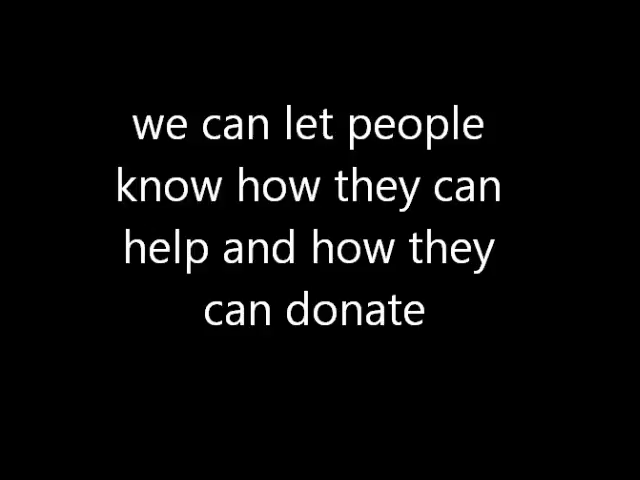 we can let people
know how they can
help and how they
can donate